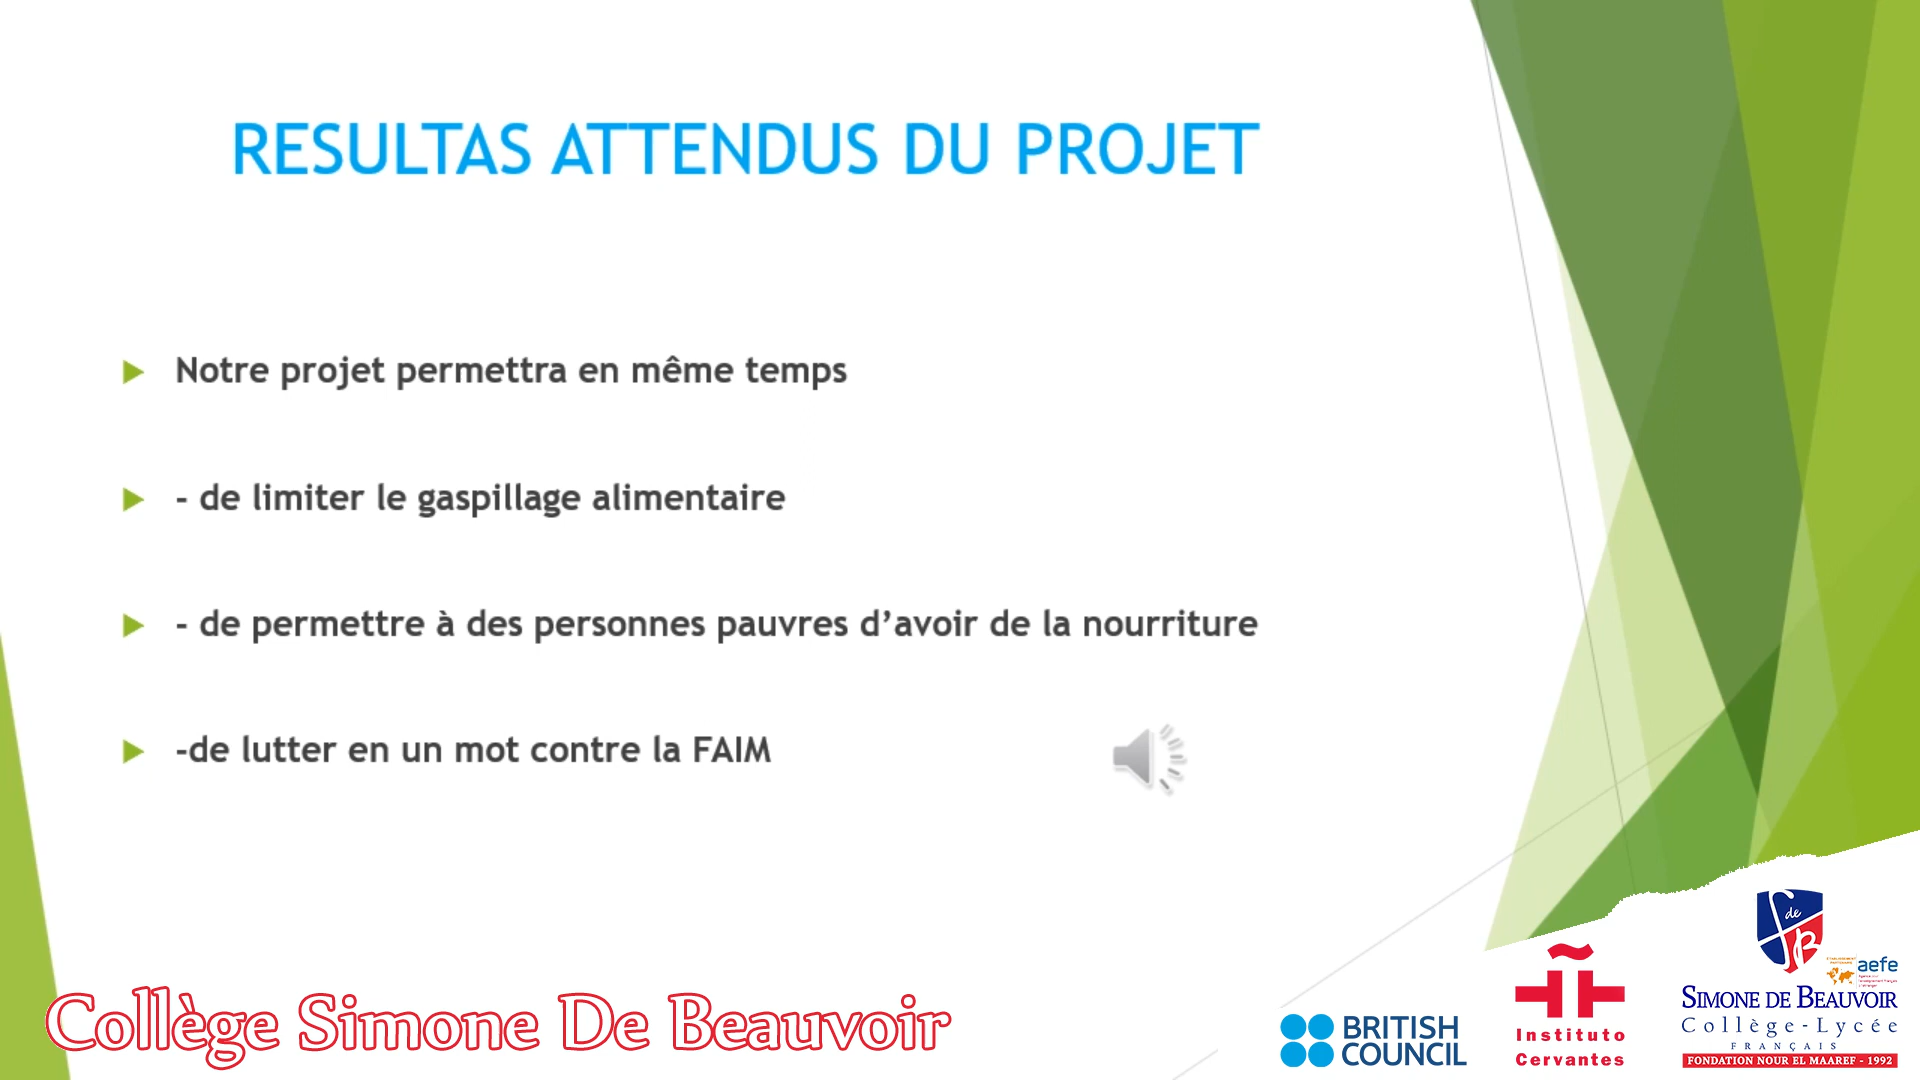 RESULTAS ATTENDUS DU PROJET
Notre projet permettra en même temps
- de limiter le gaspillage alimentaire
- de permettre à des personnes pauvres d’avoir de la nourriture
-de lutter en un mot contre la FAIM
Collège Simone De Beauvoir
BRITISH
COUNCIL
Instituto
Cervantes
de
aefe
SIMONE DE BEAUVOIR
Collège-Lycée
FRANÇAIS
FONDATION NOUR EL MAAREF - 1992